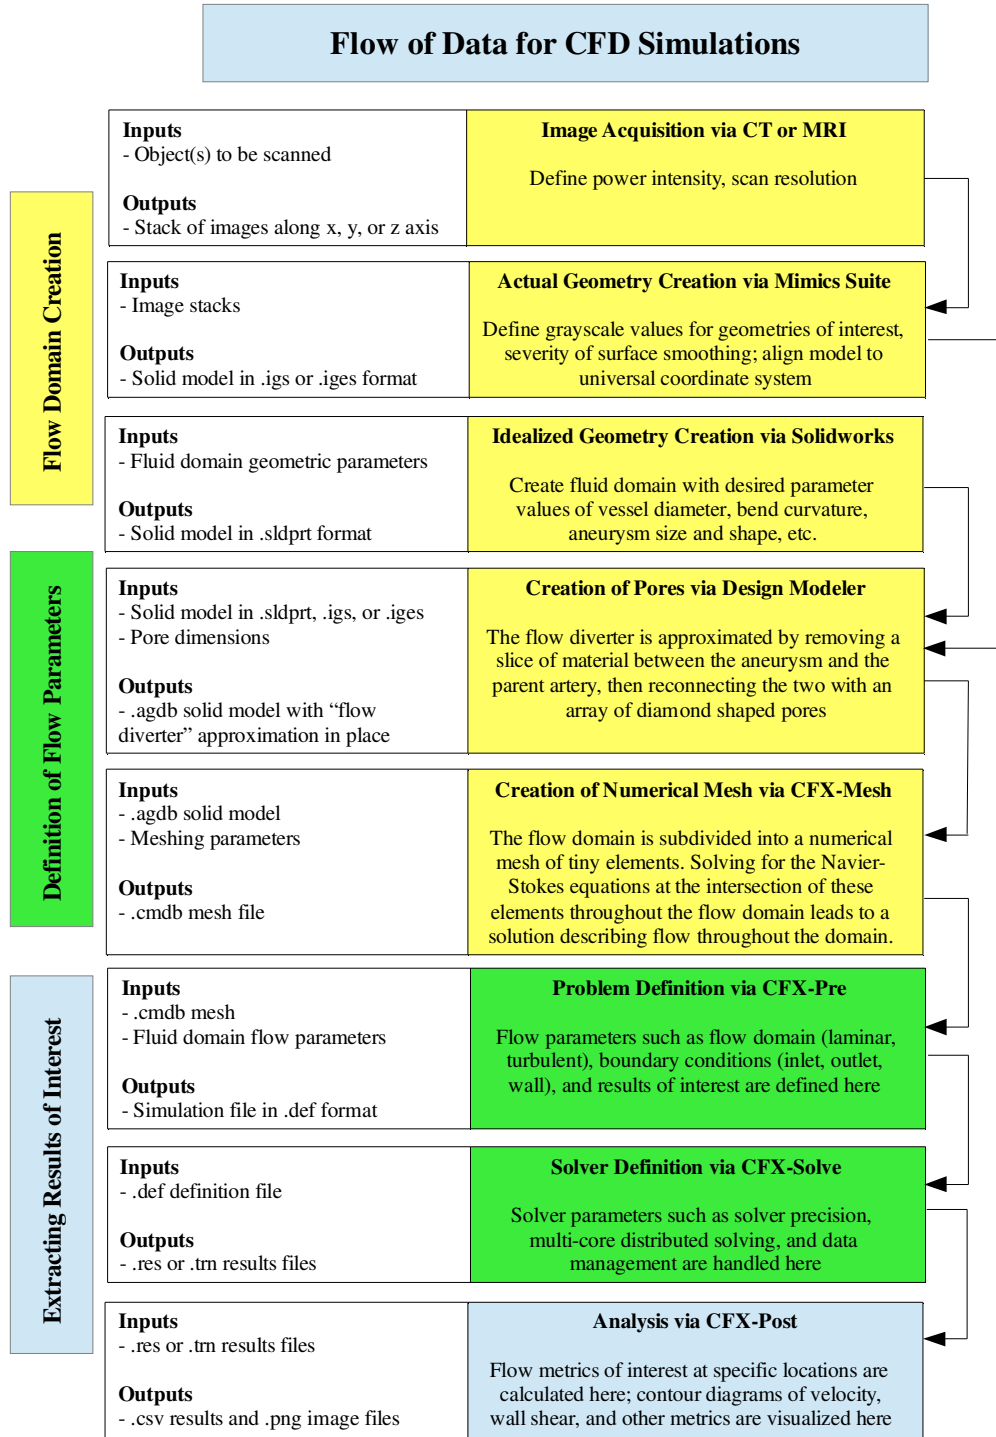 Flow of Data for CFD Simulations
Flow Domain Creation
Definition of Flow Parameters
Extracting Results of Interest
Inputs
- Object(s) to be scanned
Outputs
- Stack of images along x, y, or z axis
Image Acquisition via CT or MRI
Define power intensity, scan resolution
Inputs
- Image stacks
Outputs
- Solid model in .igs or .iges format
Actual Geometry Creation via Mimics Suite
Define grayscale values for geometries of interest,
severity of surface smoothing; align model to
universal coordinate system
Inputs
- Fluid domain geometric parameters
Outputs
- Solid model in .sldprt format
Idealized Geometry Creation via Solidworks
Create fluid domain with desired parameter
values of vessel diameter, bend curvature,
aneurysm size and shape, etc.
Inputs
- Solid model in .sldprt, .igs, or .iges
- Pore dimensions
Outputs
- .agdb solid model with “flow
diverter” approximation in place
Creation of Pores via Design Modeler
The flow diverter is approximated by removing a
slice of material between the aneurysm and the
parent artery, then reconnecting the two with an
array of diamond shaped pores
Inputs
- .agdb solid model
- Meshing parameters
Outputs
- .cmdb mesh file
Creation of Numerical Mesh via CFX-Mesh
The flow domain is subdivided into a numerical
mesh of tiny elements. Solving for the Navier-
Stokes equations at the intersection of these
elements throughout the flow domain leads to a
solution describing flow throughout the domain.
Inputs
- .cmdb mesh
- Fluid domain flow parameters
Outputs
- Simulation file in .def format
Problem Definition via CFX-Pre
Flow parameters such as flow domain (laminar,
turbulent), boundary conditions (inlet, outlet,
wall), and results of interest are defined here
Inputs
- .def definition file
Outputs
- .res or .trn results files
Solver Definition via CFX-Solve
Solver parameters such as solver precision,
multi-core distributed solving, and data
management are handled here
Inputs
- .res or .trn results files
Outputs
- .csv results and .png image files
Analysis via CFX-Post
Flow metrics of interest at specific locations are
calculated here; contour diagrams of velocity,
wall shear, and other metrics are visualized here